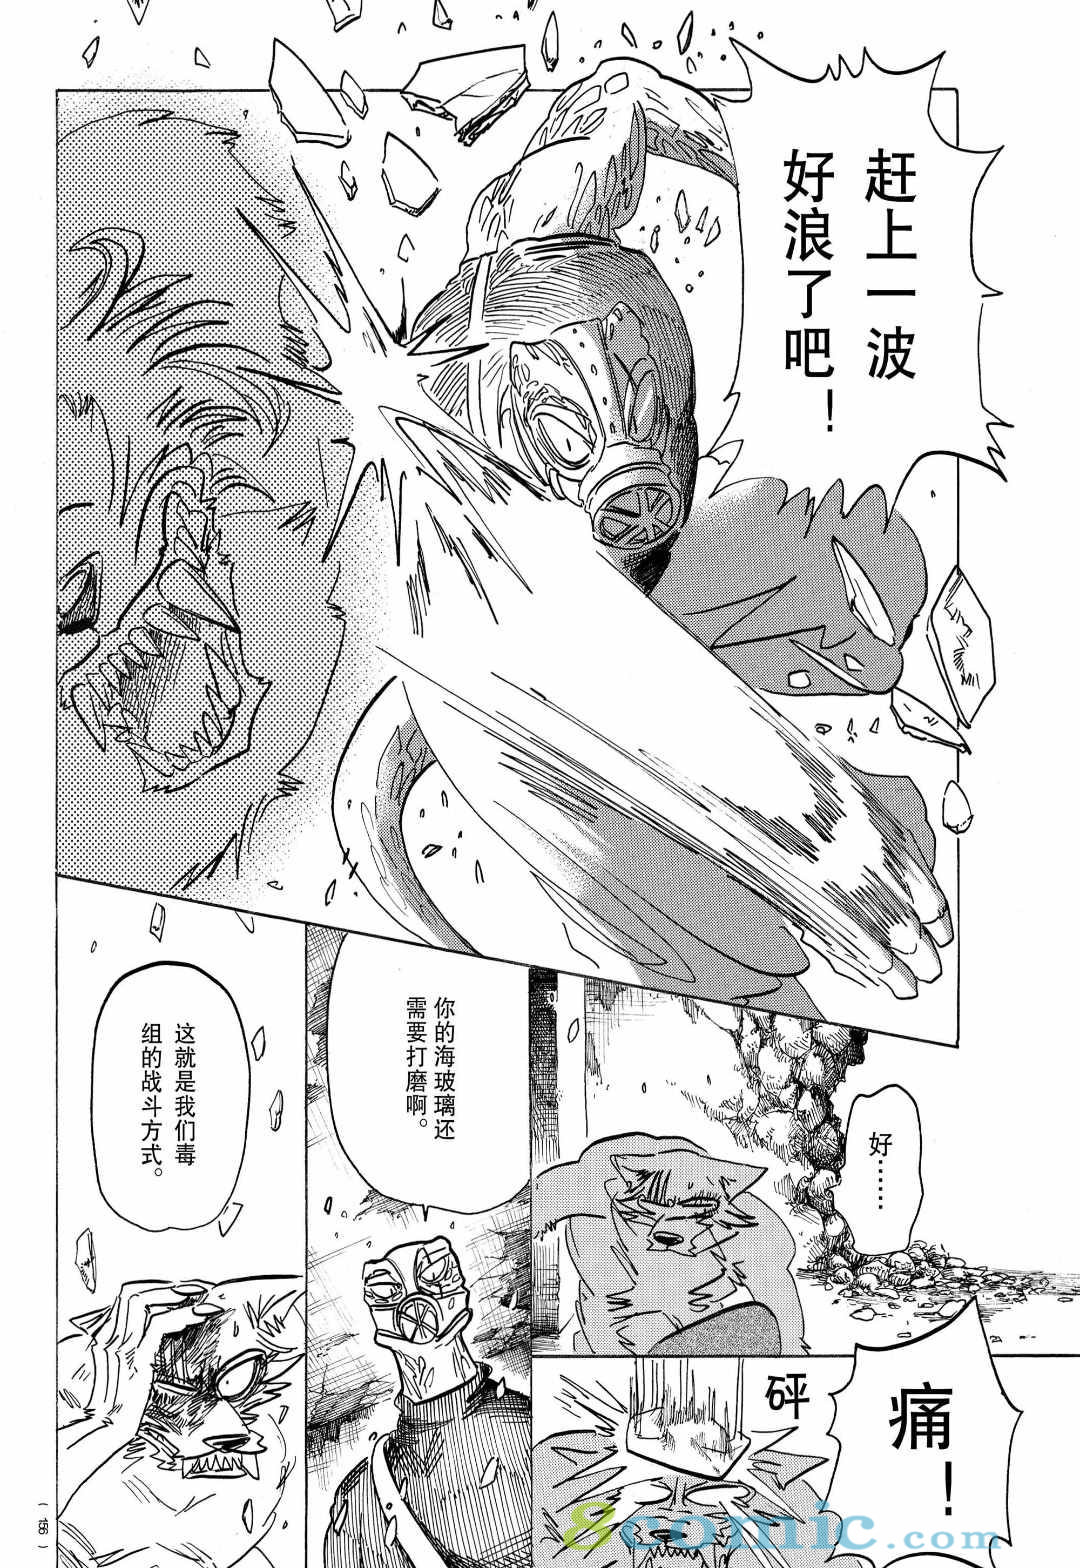 赶上一波
好浪了吧！
好……
痛！
砰
你的海玻璃还
需要打磨啊。
这就是我们毒
组的战斗方式。
( 156 )
8comic.com